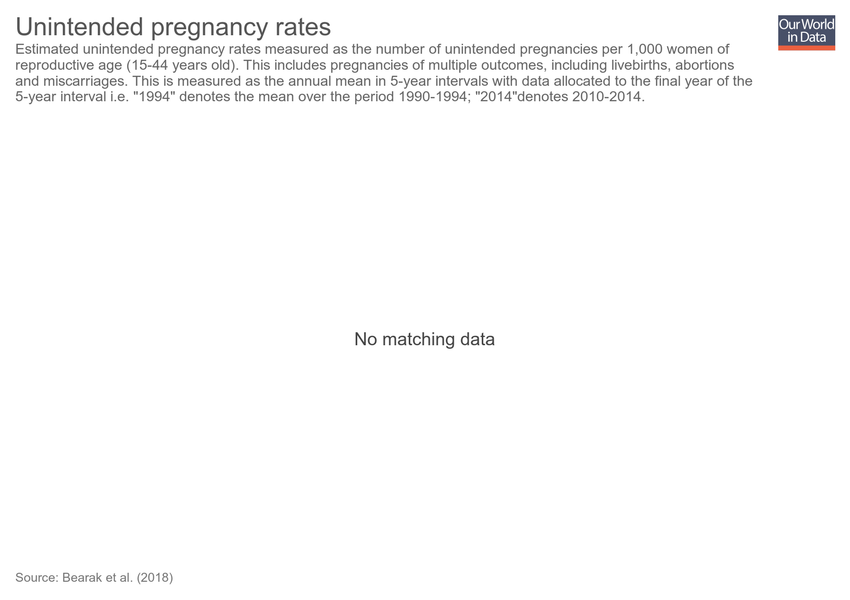 Unintended pregnancy rates
Our World
in Data
Estimated unintended pregnancy rates measured as the number of unintended pregnancies per 1,000 women of
reproductive age (15-44 years old). This includes pregnancies of multiple outcomes, including livebirths, abortions
and miscarriages. This is measured as the annual mean in 5-year intervals with data allocated to the final year of the
5-year interval i.e. "1994" denotes the mean over the period 1990-1994; "2014"denotes 2010-2014.
No matching data
Source: Bearak et al. (2018)